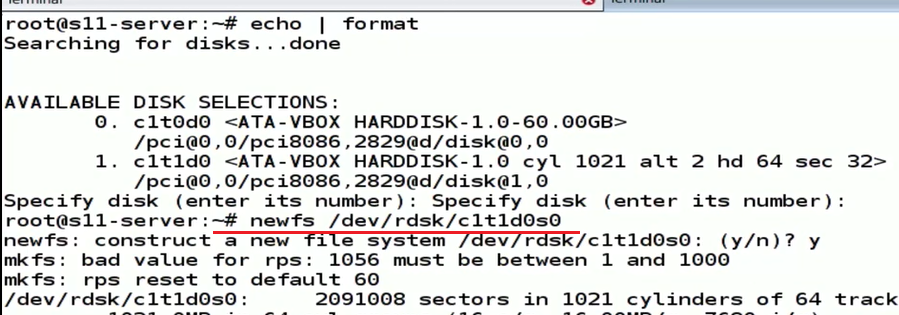 Terminal
root@s11-server:~# echo | format
Searching for disks...done
AVAILABLE DISK SELECTIONS:
0. c1t0d0 <ATA-VBOX HARDDISK-1.0-60.00GB>
/pci@0,0/pci8086,2829@d/disk@0,0
1. c1t1d0 <ATA-VBOX HARDDISK-1.0 cyl 1021 alt 2 hd 64 sec 32>
/pci@0,0/pci8086,2829@d/disk@1,0
Specify disk (enter its number): Specify disk (enter its number):
root@s11-server:~# newfs /dev/rdsk/c1t1d0s0
newfs: construct a new file system /dev/rdsk/c1t1d0s0: (y/n)? y
mkfs: bad value for rps: 1056 must be between 1 and 1000
mkfs: rps reset to default 60
/dev/rdsk/c1t1d0s0: 2091008 sectors in 1021 cylinders of 64 track